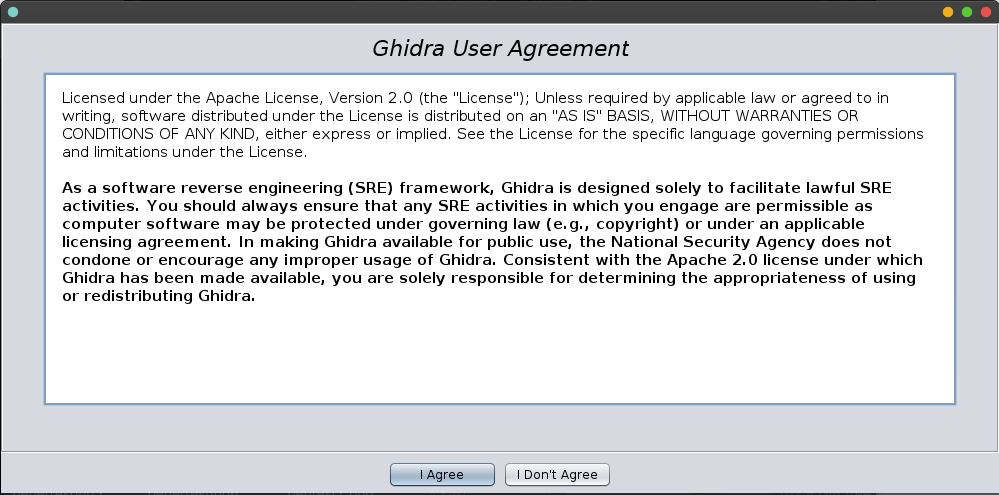 Ghidra User Agreement
Licensed under the Apache License, Version 2.0 (the "License"); Unless required by applicable law or agreed to in
writing, software distributed under the License is distributed on an "AS IS" BASIS, WITHOUT WARRANTIES OR
CONDITIONS OF ANY KIND, either express or implied. See the License for the specific language governing permissions
and limitations under the License.
As a software reverse engineering (SRE) framework, Ghidra is designed solely to facilitate lawful SRE
activities. You should always ensure that any SRE activities in which you engage are permissible as
computer software may be protected under governing law (e.g., copyright) or under an applicable
licensing agreement. In making Ghidra available for public use, the National Security Agency does not
condone or encourage any improper usage of Ghidra. Consistent with the Apache 2.0 license under which
Ghidra has been made available, you are solely responsible for determining the appropriateness of using
or redistributing Ghidra.
I Agree
I Don't Agree